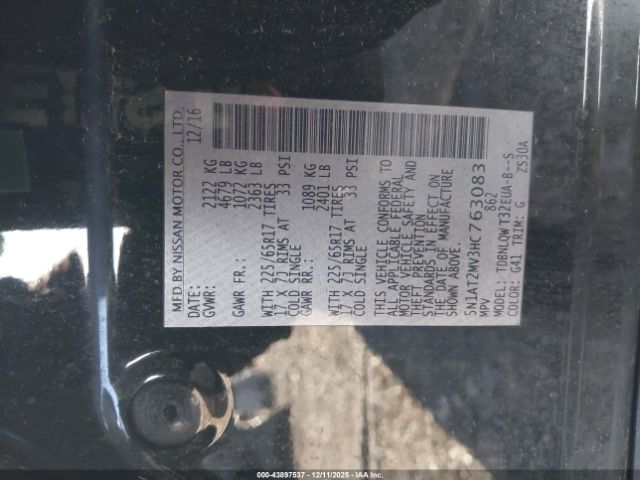 MFD BY NISSAN MOTOR CO., LTD.
DATE: 12/16
GVWR: 2122 KG
4679 LB
GAWR FR.: 1072 KG
2363 LB
WITH 225/65R17 TIRES
17 X 7J RIMS AT 33 PSI
COLD SINGLE
GAWR RR.: 1089 KG
2401 LB
WITH 225/65R17 TIRES
17 X 7J RIMS AT 33 PSI
COLD SINGLE
THIS VEHICLE CONFORMS TO
ALL APPLICABLE FEDERAL
MOTOR VEHICLE SAFETY AND
THEFT PREVENTION
STANDARDS IN EFFECT ON
THE DATE OF MANUFACTURE
SHOWN ABOVE.
5N1AT2MV3HC763083
MPV 862
MODEL: TDBNLQW T32EUA-B--S
COLOR: G41 TRIM: G ZS30A
000-43897537 - 12/11/2025 - IAAI.CA